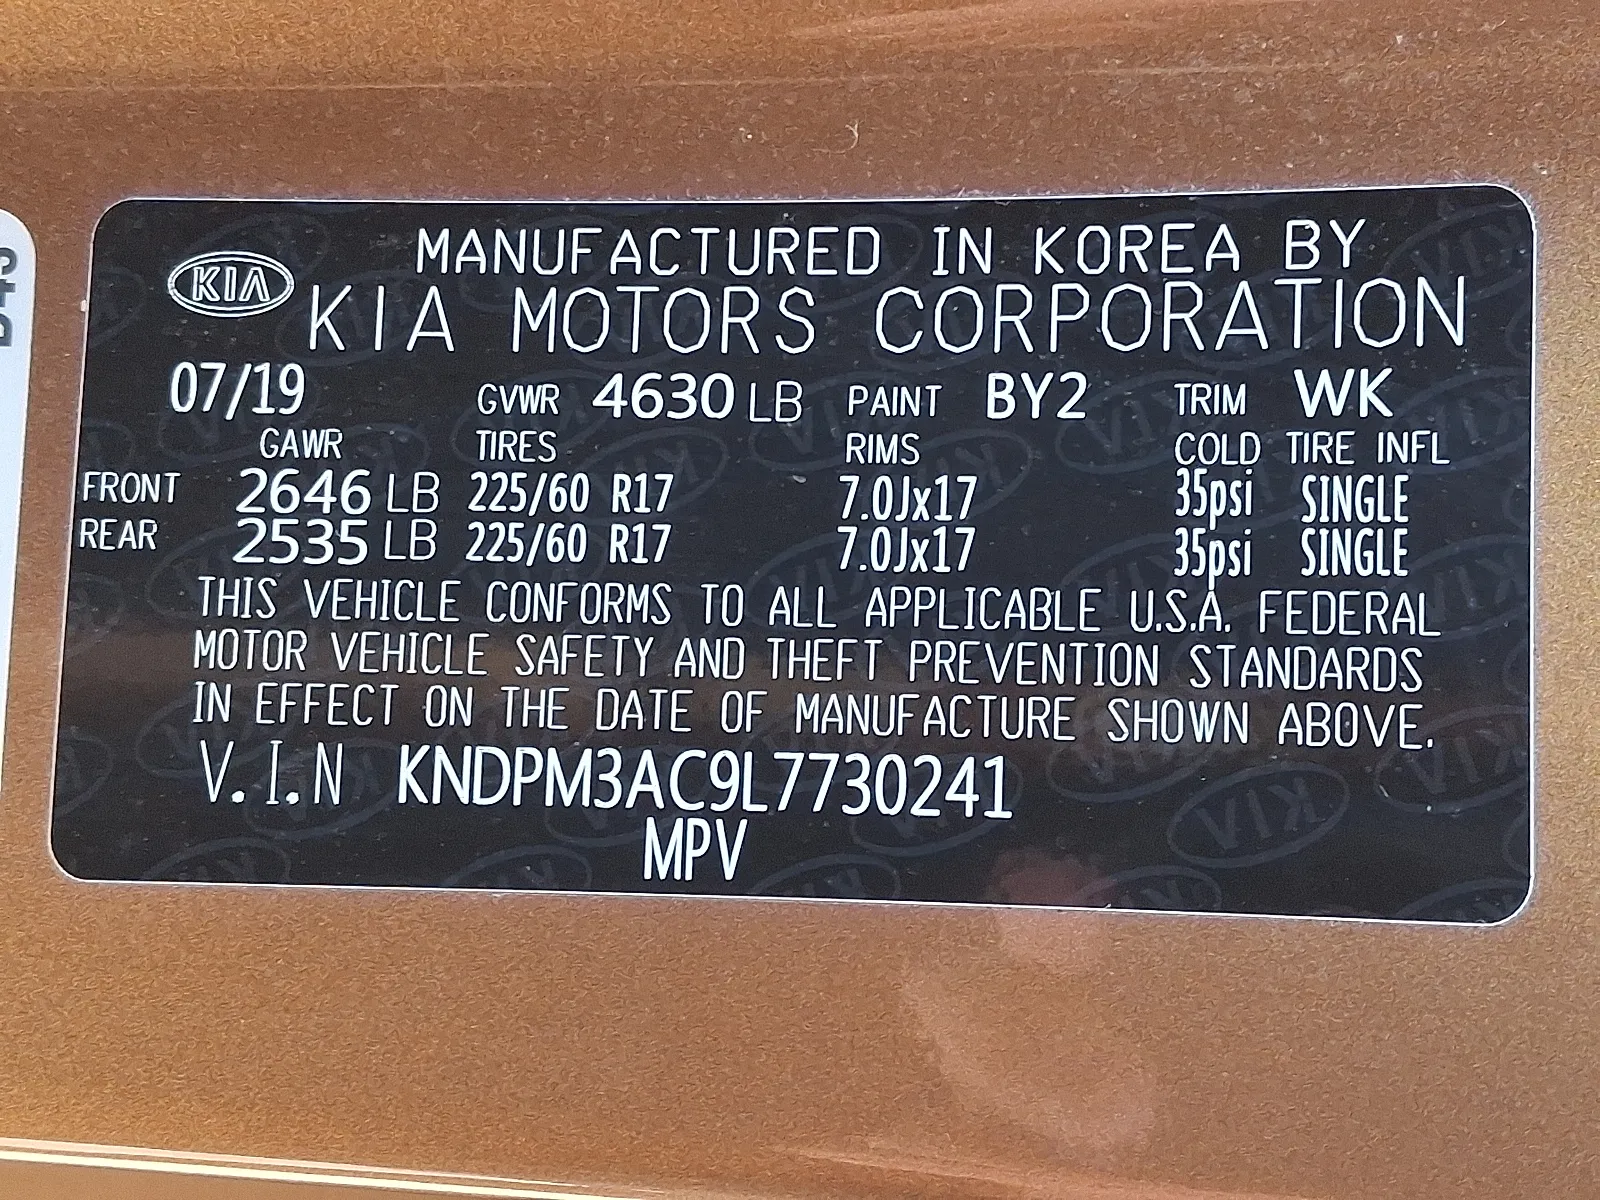 KIA
MANUFACTURED IN KOREA BY
KIA MOTORS CORPORATION
07/19 GVWR 4630 LB PAINT BY2 TRIM WK
GAWR TIRES RIMS COLD TIRE INFL
FRONT 2646 LB 225/60 R17 7.0Jx17 35psi SINGLE
REAR 2535 LB 225/60 R17 7.0Jx17 35psi SINGLE
THIS VEHICLE CONFORMS TO ALL APPLICABLE U.S.A. FEDERAL
MOTOR VEHICLE SAFETY AND THEFT PREVENTION STANDARDS
IN EFFECT ON THE DATE OF MANUFACTURE SHOWN ABOVE.
V.I.N KNDPM3AC9L7730241
MPV